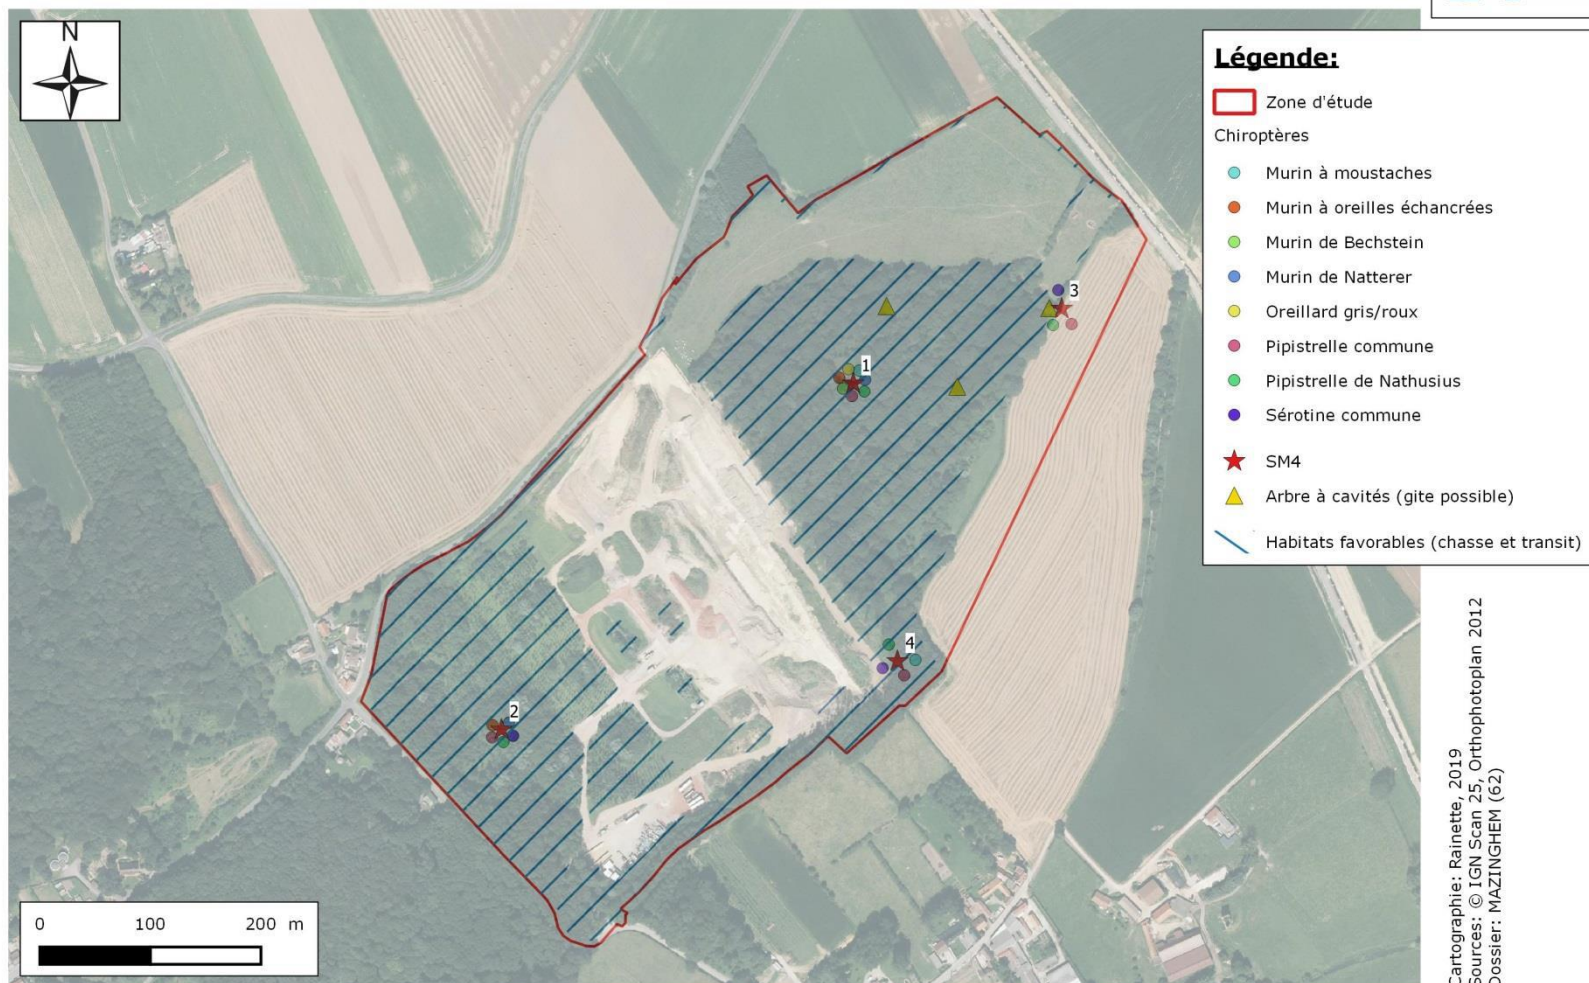 N
Légende:
Zone d'étude
Chiroptères
Murin à moustaches
Murin à oreilles échancrées
Murin de Bechstein
Murin de Natterer
Oreillard gris/roux
Pipistrelle commune
Pipistrelle de Nathusius
Sérotine commune
SM4
Arbre à cavités (gite possible)
Habitats favorables (chasse et transit)
3
1
4
2
0 100 200 m
Cartographie: Rainette, 2019
Sources: © IGN Scan 25, Orthophotoplan 2012
Dossier: MAZINGHEM (62)